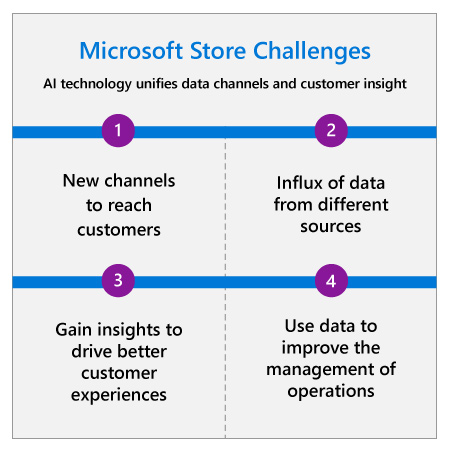 Microsoft Store Challenges
AI technology unifies data channels and customer insight
1
New channels
to reach
customers
2
Influx of data
from different
sources
3
Gain insights to
drive better
customer
experiences
4
Use data to
improve the
management of
operations